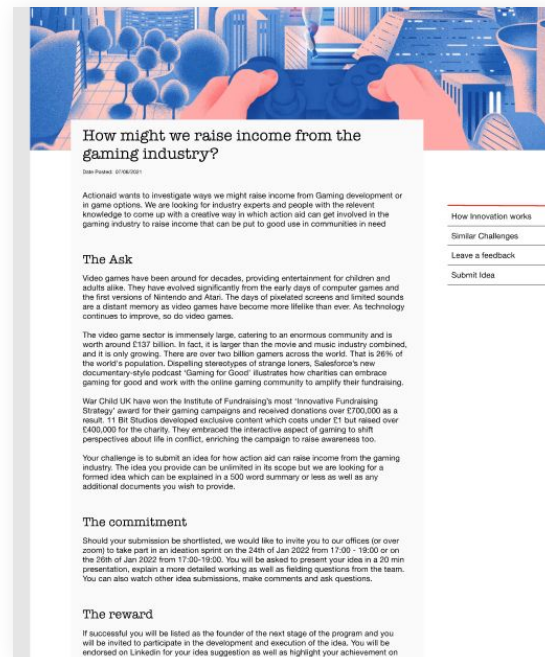 How might we raise income from the
gaming industry?
Date Posted: 07/06/2021
Actionaid wants to investigate ways we might raise income from Gaming development or
in game options. We are looking for industry experts and people with the relevent
knowledge to come up with a creative way in which action aid can get involved in the
gaming industry to raise income that can be put to good use in communities in need
The Ask
Video games have been around for decades, providing entertainment for children and
adults alike. They have evolved significantly from the early days of computer games and
the first versions of Nintendo and Atari. The days of pixelated screens and limited sounds
are a distant memory as video games have become more lifelike than ever. As technology
continues to improve, so do video games.
The video game sector is immensely large, catering to an enormous community and is
worth around £137 billion. In fact, it is larger than the movie and music industry combined,
and it is only growing. There are over two billion gamers across the world. That is 26% of
the world's population. Dispelling stereotypes of strange loners, Salesforce's new
documentary-style podcast 'Gaming for Good' illustrates how charities can embrace
gaming for good and work with the online gaming community to amplify their fundraising.
War Child UK have won the Institute of Fundraising's most 'Innovative Fundraising
Strategy' award for their gaming campaigns and received donations over £700,000 as a
result. 11 Bit Studios developed exclusive content which costs under £1 but raised over
£400,000 for the charity. They embraced the interactive aspect of gaming to shift
perspectives about life in conflict, enriching the campaign to raise awareness too.
Your challenge is to submit an idea for how action aid can raise income from the gaming
industry. The idea you provide can be unlimited in its scope but we are looking for a
formed idea which can be explained in a 500 word summary or less as well as any
additional documents you wish to provide.
The commitment
Should your submission be shortlisted, we would like to invite you to our offices (or over
zoom) to take part in an ideation sprint on the 24th of Jan 2022 from 17:00 - 19:00 or on
the 26th of Jan 2022 from 17:00-19:00. You will be asked to present your idea in a 20 min
presentation, explain a more detailed working as well as fielding questions from the team.
You can also watch other idea submissions, make comments and ask questions.
The reward
If successful you will be listed as the founder of the next stage of the program and you
will be invited to participate in the development and execution of the idea. You will be
endorsed on Linkedin for your idea suggestion as well as highlight your achievement on
How Innovation works
Similar Challenges
Leave a feedback
Submit Idea